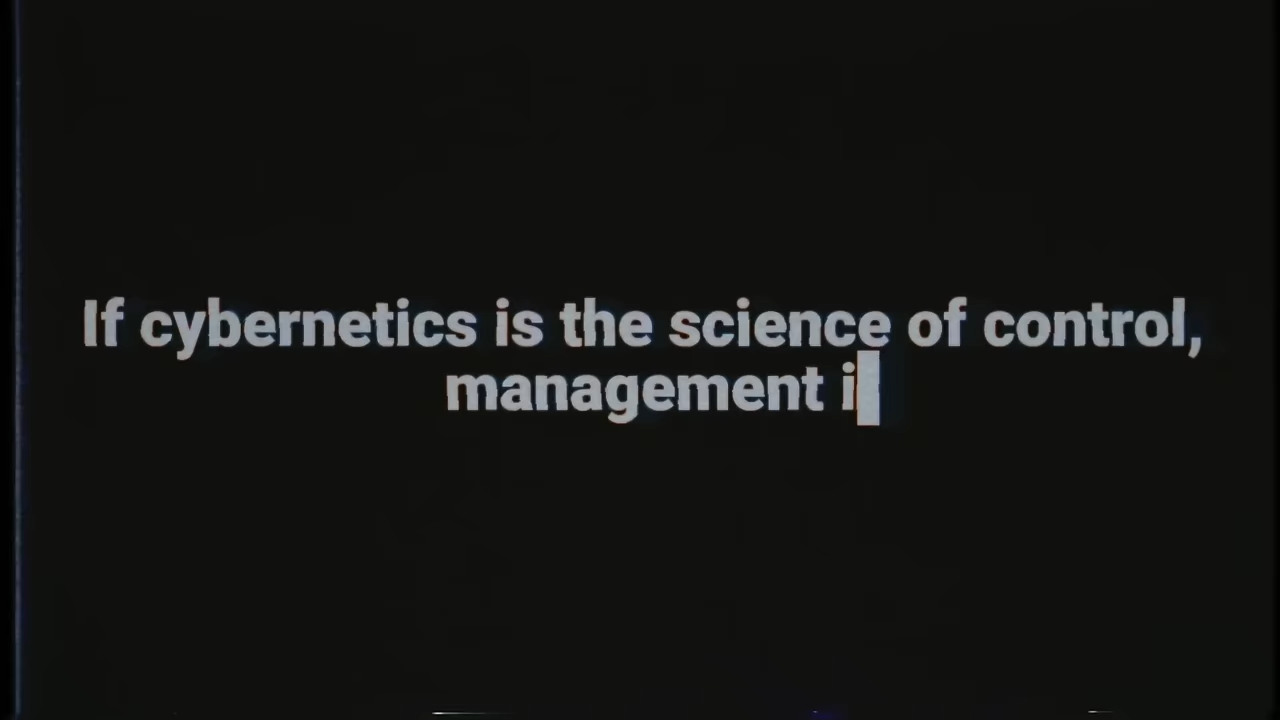 If cybernetics is the science of control,
management i